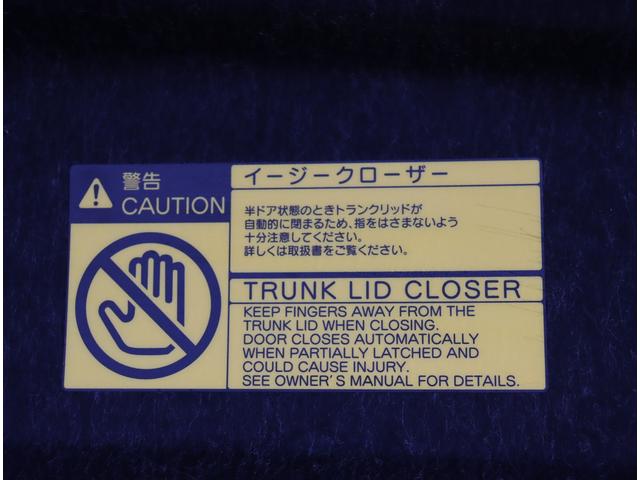 警告
CAUTION
イージークローザー
半ドア状態のときトランクリッドが
自動的に閉まるため、指をはさまないよう
十分注意してください。
詳しくは取扱書をご覧ください。
TRUNK LID CLOSER
KEEP FINGERS AWAY FROM THE
TRUNK LID WHEN CLOSING.
DOOR CLOSES AUTOMATICALLY
WHEN PARTIALLY LATCHED AND
COULD CAUSE INJURY.
SEE OWNER'S MANUAL FOR DETAILS.